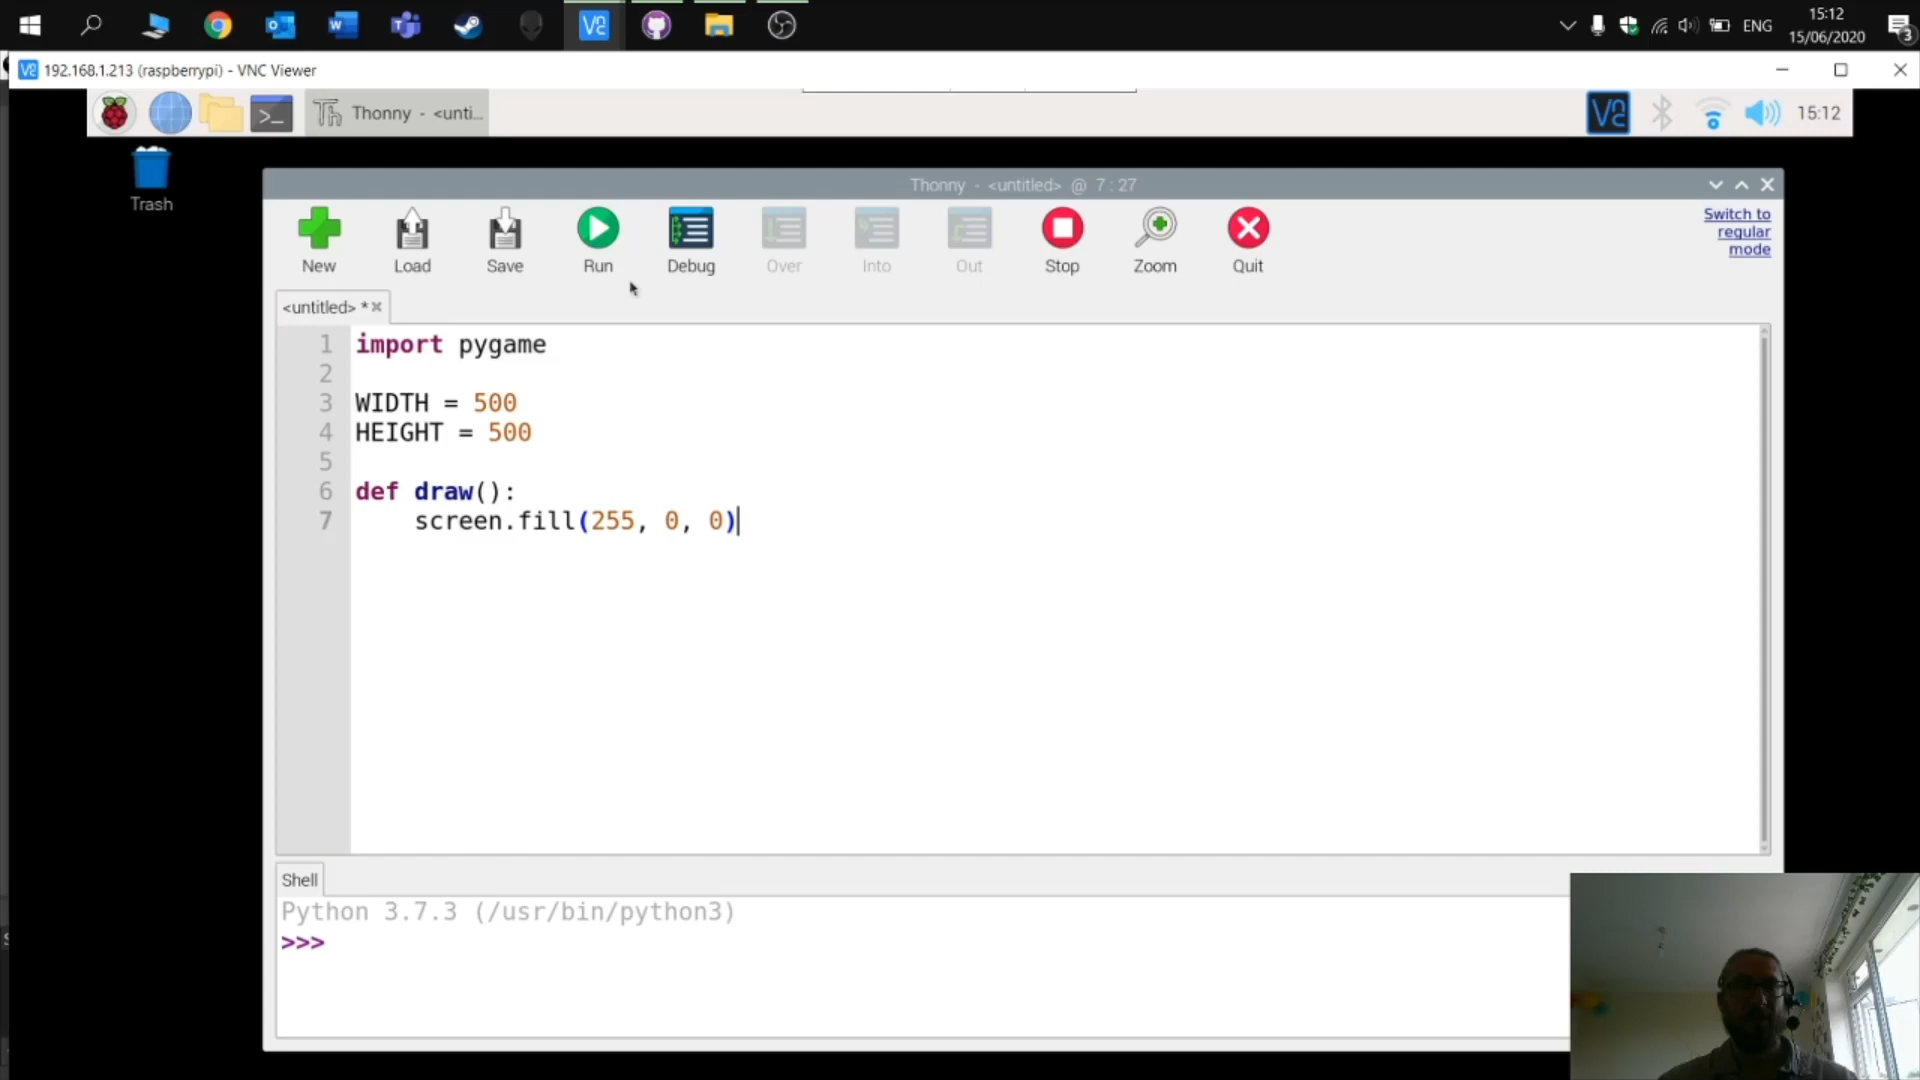 15:12
ENG
15/06/2020
3
192.168.1.213 (raspberrypi) - VNC Viewer
Thonny - <unti...
15:12
Trash
Thonny - <untitled> @ 7 : 27
New
Load
Save
Run
Debug
Over
Into
Out
Stop
Zoom
Quit
Switch to
regular
mode
<untitled> *
1 import pygame
2
3 WIDTH = 500
4 HEIGHT = 500
5
6 def draw():
7 screen.fill(255, 0, 0)
Shell
Python 3.7.3 (/usr/bin/python3)
>>>